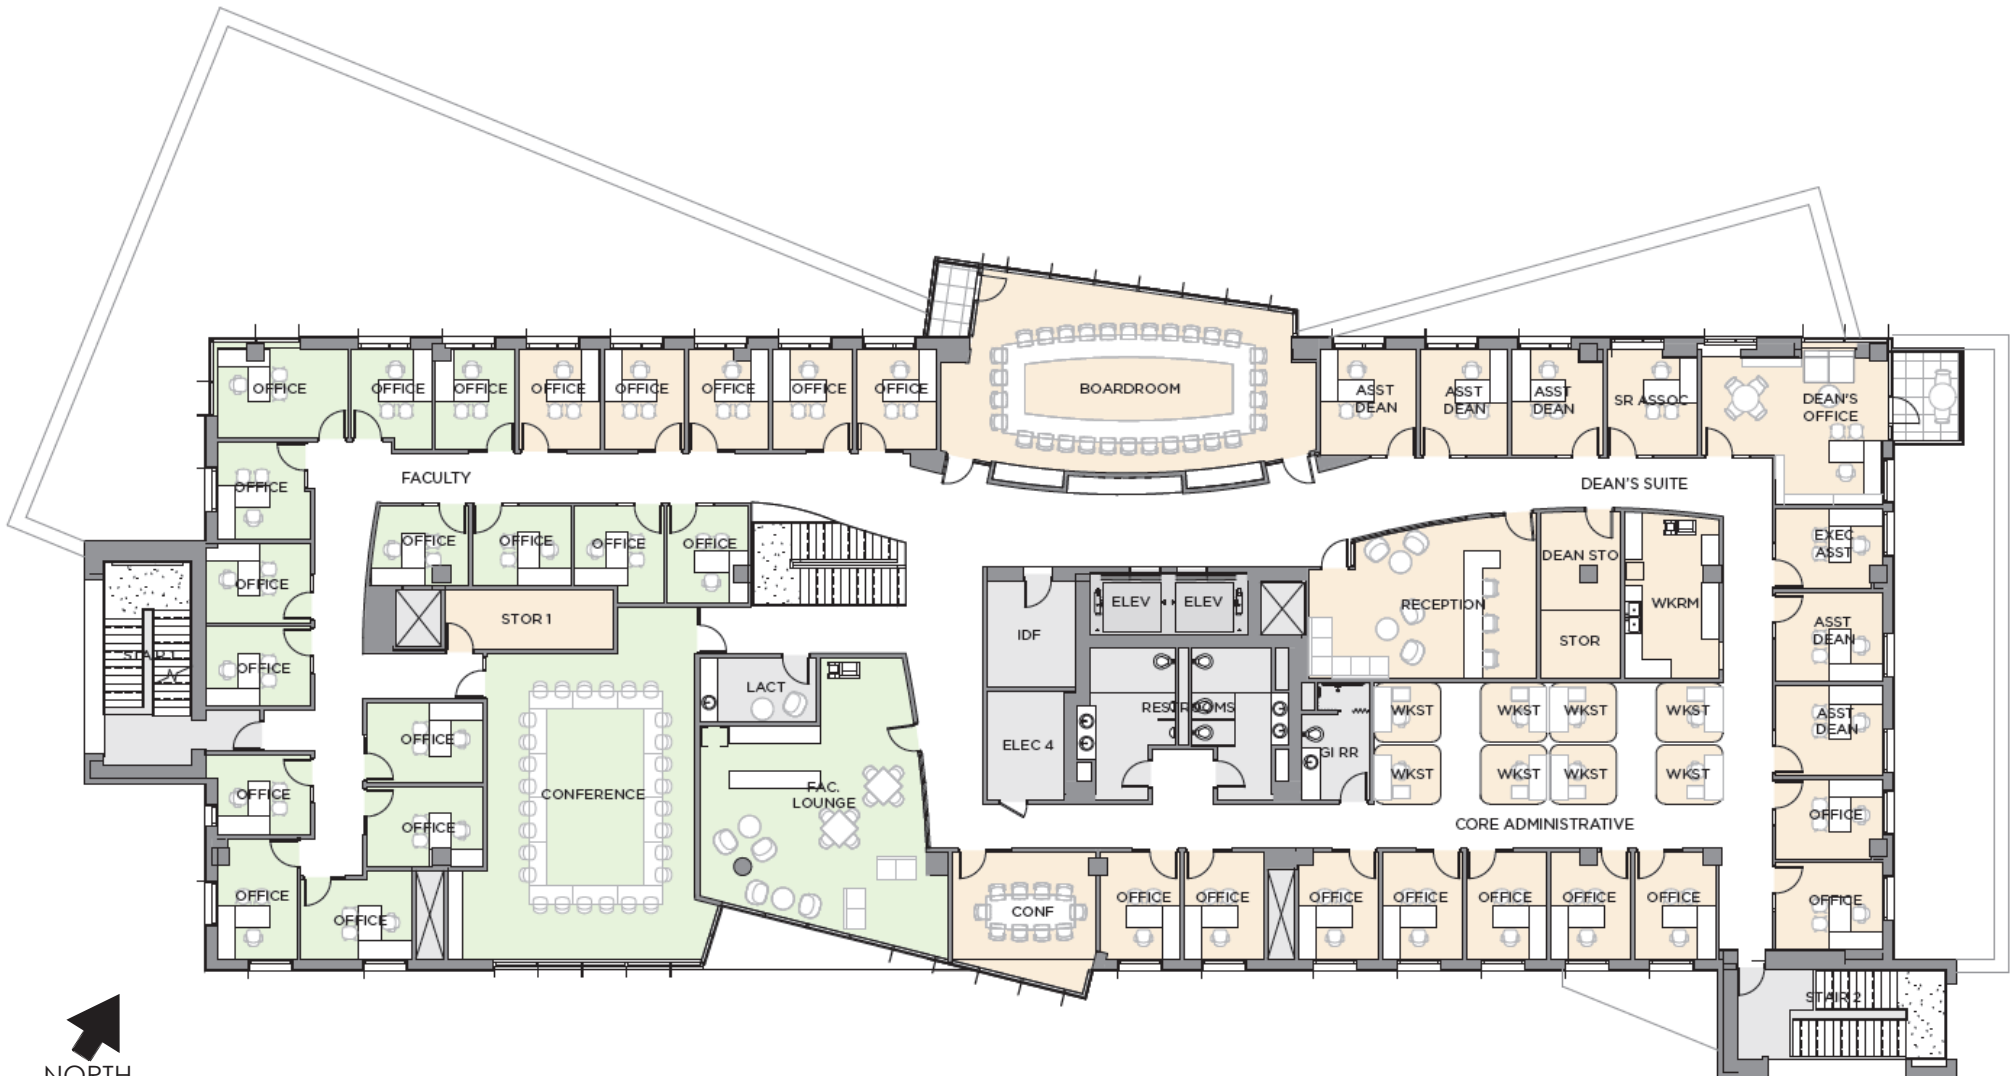 OFFICE OFFICE OFFICE OFFICE OFFICE OFFICE OFFICE OFFICE
BOARDROOM
ASST
DEAN
ASST
DEAN
ASST
DEAN
SR ASSOC
DEAN'S
OFFICE
FACULTY
DEAN'S SUITE
OFFICE
OFFICE OFFICE OFFICE OFFICE
EXEC
ASST
DEAN STO
OFFICE
STOR 1
ELEV ELEV
RECEPTION
WKRM
IDF
STOR
ASST
DEAN
STAIR 1
OFFICE
LACT
RESTROOMS
WKST WKST WKST WKST
ASST
DEAN
OFFICE
ELEC 4
GI RR
WKST WKST WKST WKST
OFFICE
CONFERENCE
FAC.
LOUNGE
OFFICE
OFFICE
CORE ADMINISTRATIVE
OFFICE
OFFICE
CONF
OFFICE OFFICE OFFICE OFFICE OFFICE OFFICE OFFICE
OFFICE
OFFICE
STAIR 2
NORTH